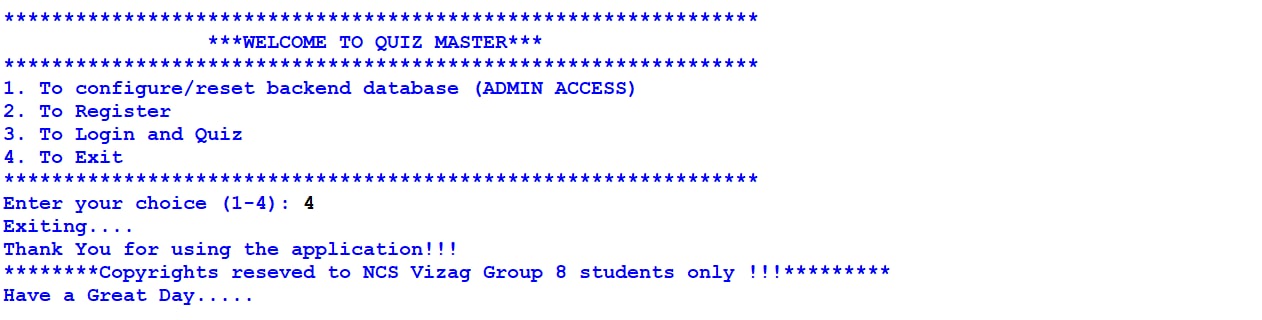 ***************************************************************
***WELCOME TO QUIZ MASTER***
***************************************************************
1. To configure/reset backend database (ADMIN ACCESS)
2. To Register
3. To Login and Quiz
4. To Exit
***************************************************************
Enter your choice (1-4): 4
Exiting....
Thank You for using the application!!!
********Copyrights reseved to NCS Vizag Group 8 students only !!!*********
Have a Great Day.....